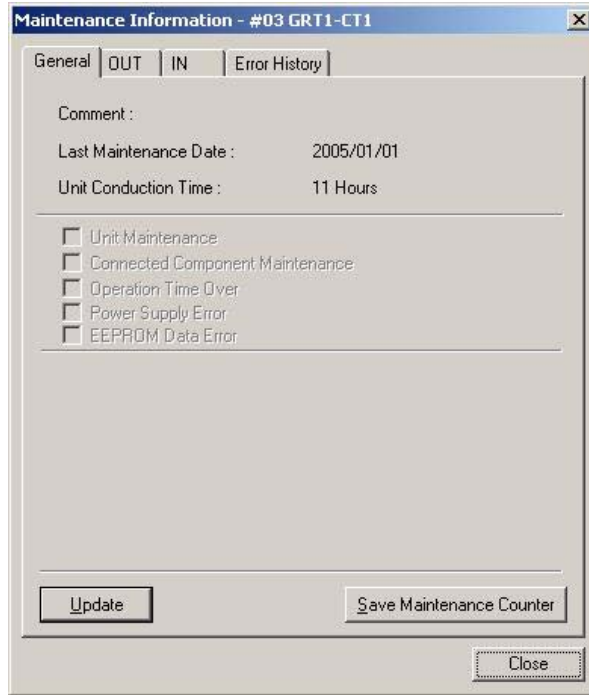 Maintenance Information - #03 GRT1-CT1
General OUT IN Error History
Comment :
Last Maintenance Date : 2005/01/01
Unit Conduction Time : 11 Hours
Unit Maintenance
Connected Component Maintenance
Operation Time Over
Power Supply Error
EEPROM Data Error
Update Save Maintenance Counter
Close